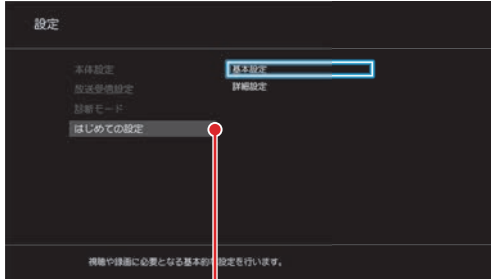 設定
本体設定
放送受信設定
診断モード
はじめての設定
基本設定
詳細設定
視聴や録画に必要となる基本的な設定を行います。